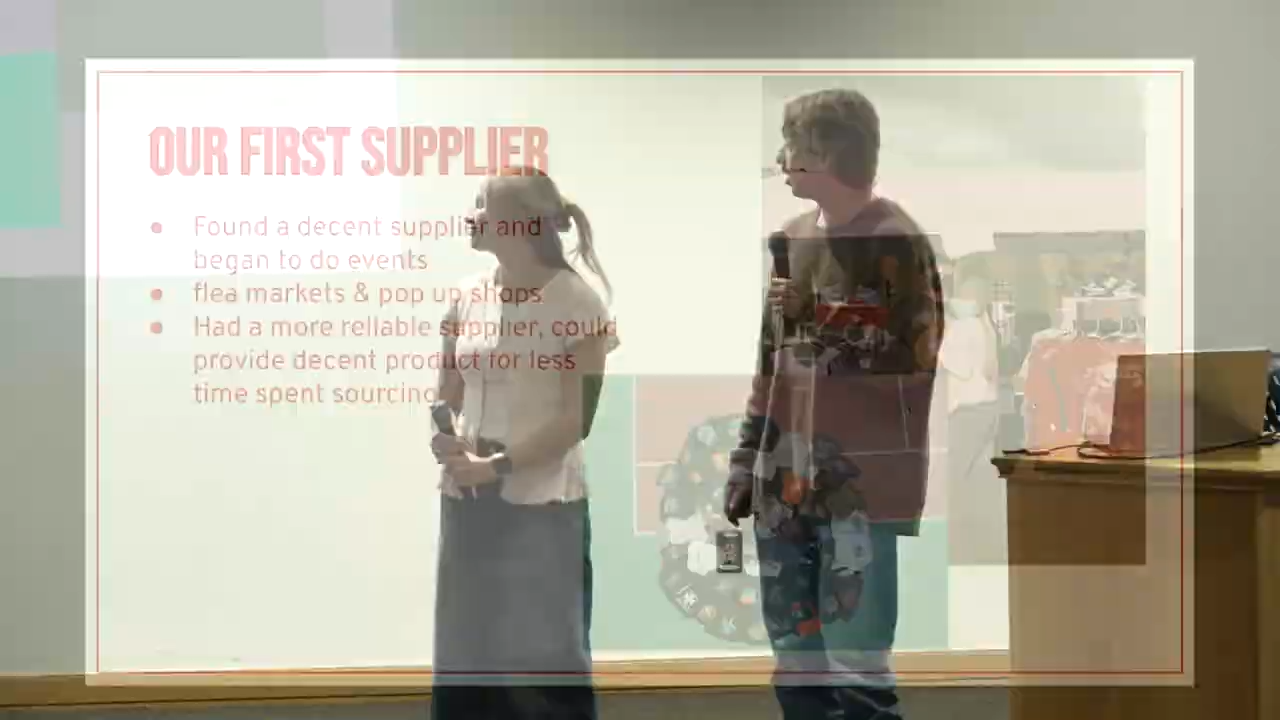 OUR FIRST SUPPLIER
Found a decent supplier and
began to do events
flea markets & pop up shops
Had a more reliable supplier, could
provide decent product for less
time spent sourcing